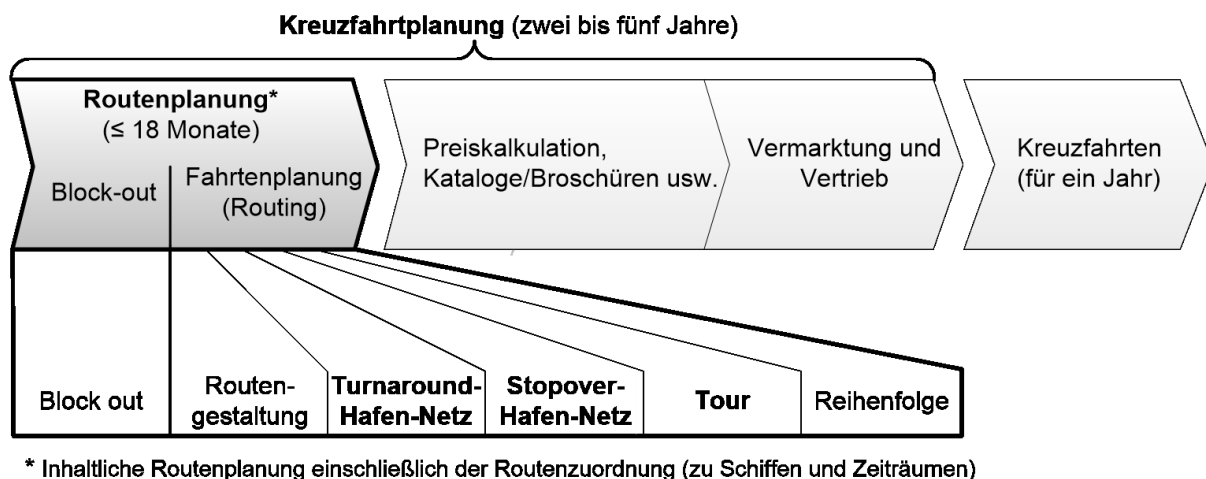 Kreuzfahrtplanung (zwei bis fünf Jahre)
Routenplanung*
(≤ 18 Monate)
Block-out
Fahrtenplanung
(Routing)
Preiskalkulation,
Kataloge/Broschüren usw.
Vermarktung und
Vertrieb
Kreuzfahrten
(für ein Jahr)
Block out
Routen-
gestaltung
Turnaround-
Hafen-Netz
Stopover-
Hafen-Netz
Tour
Reihenfolge
* Inhaltliche Routenplanung einschließlich der Routenzuordnung (zu Schiffen und Zeiträumen)